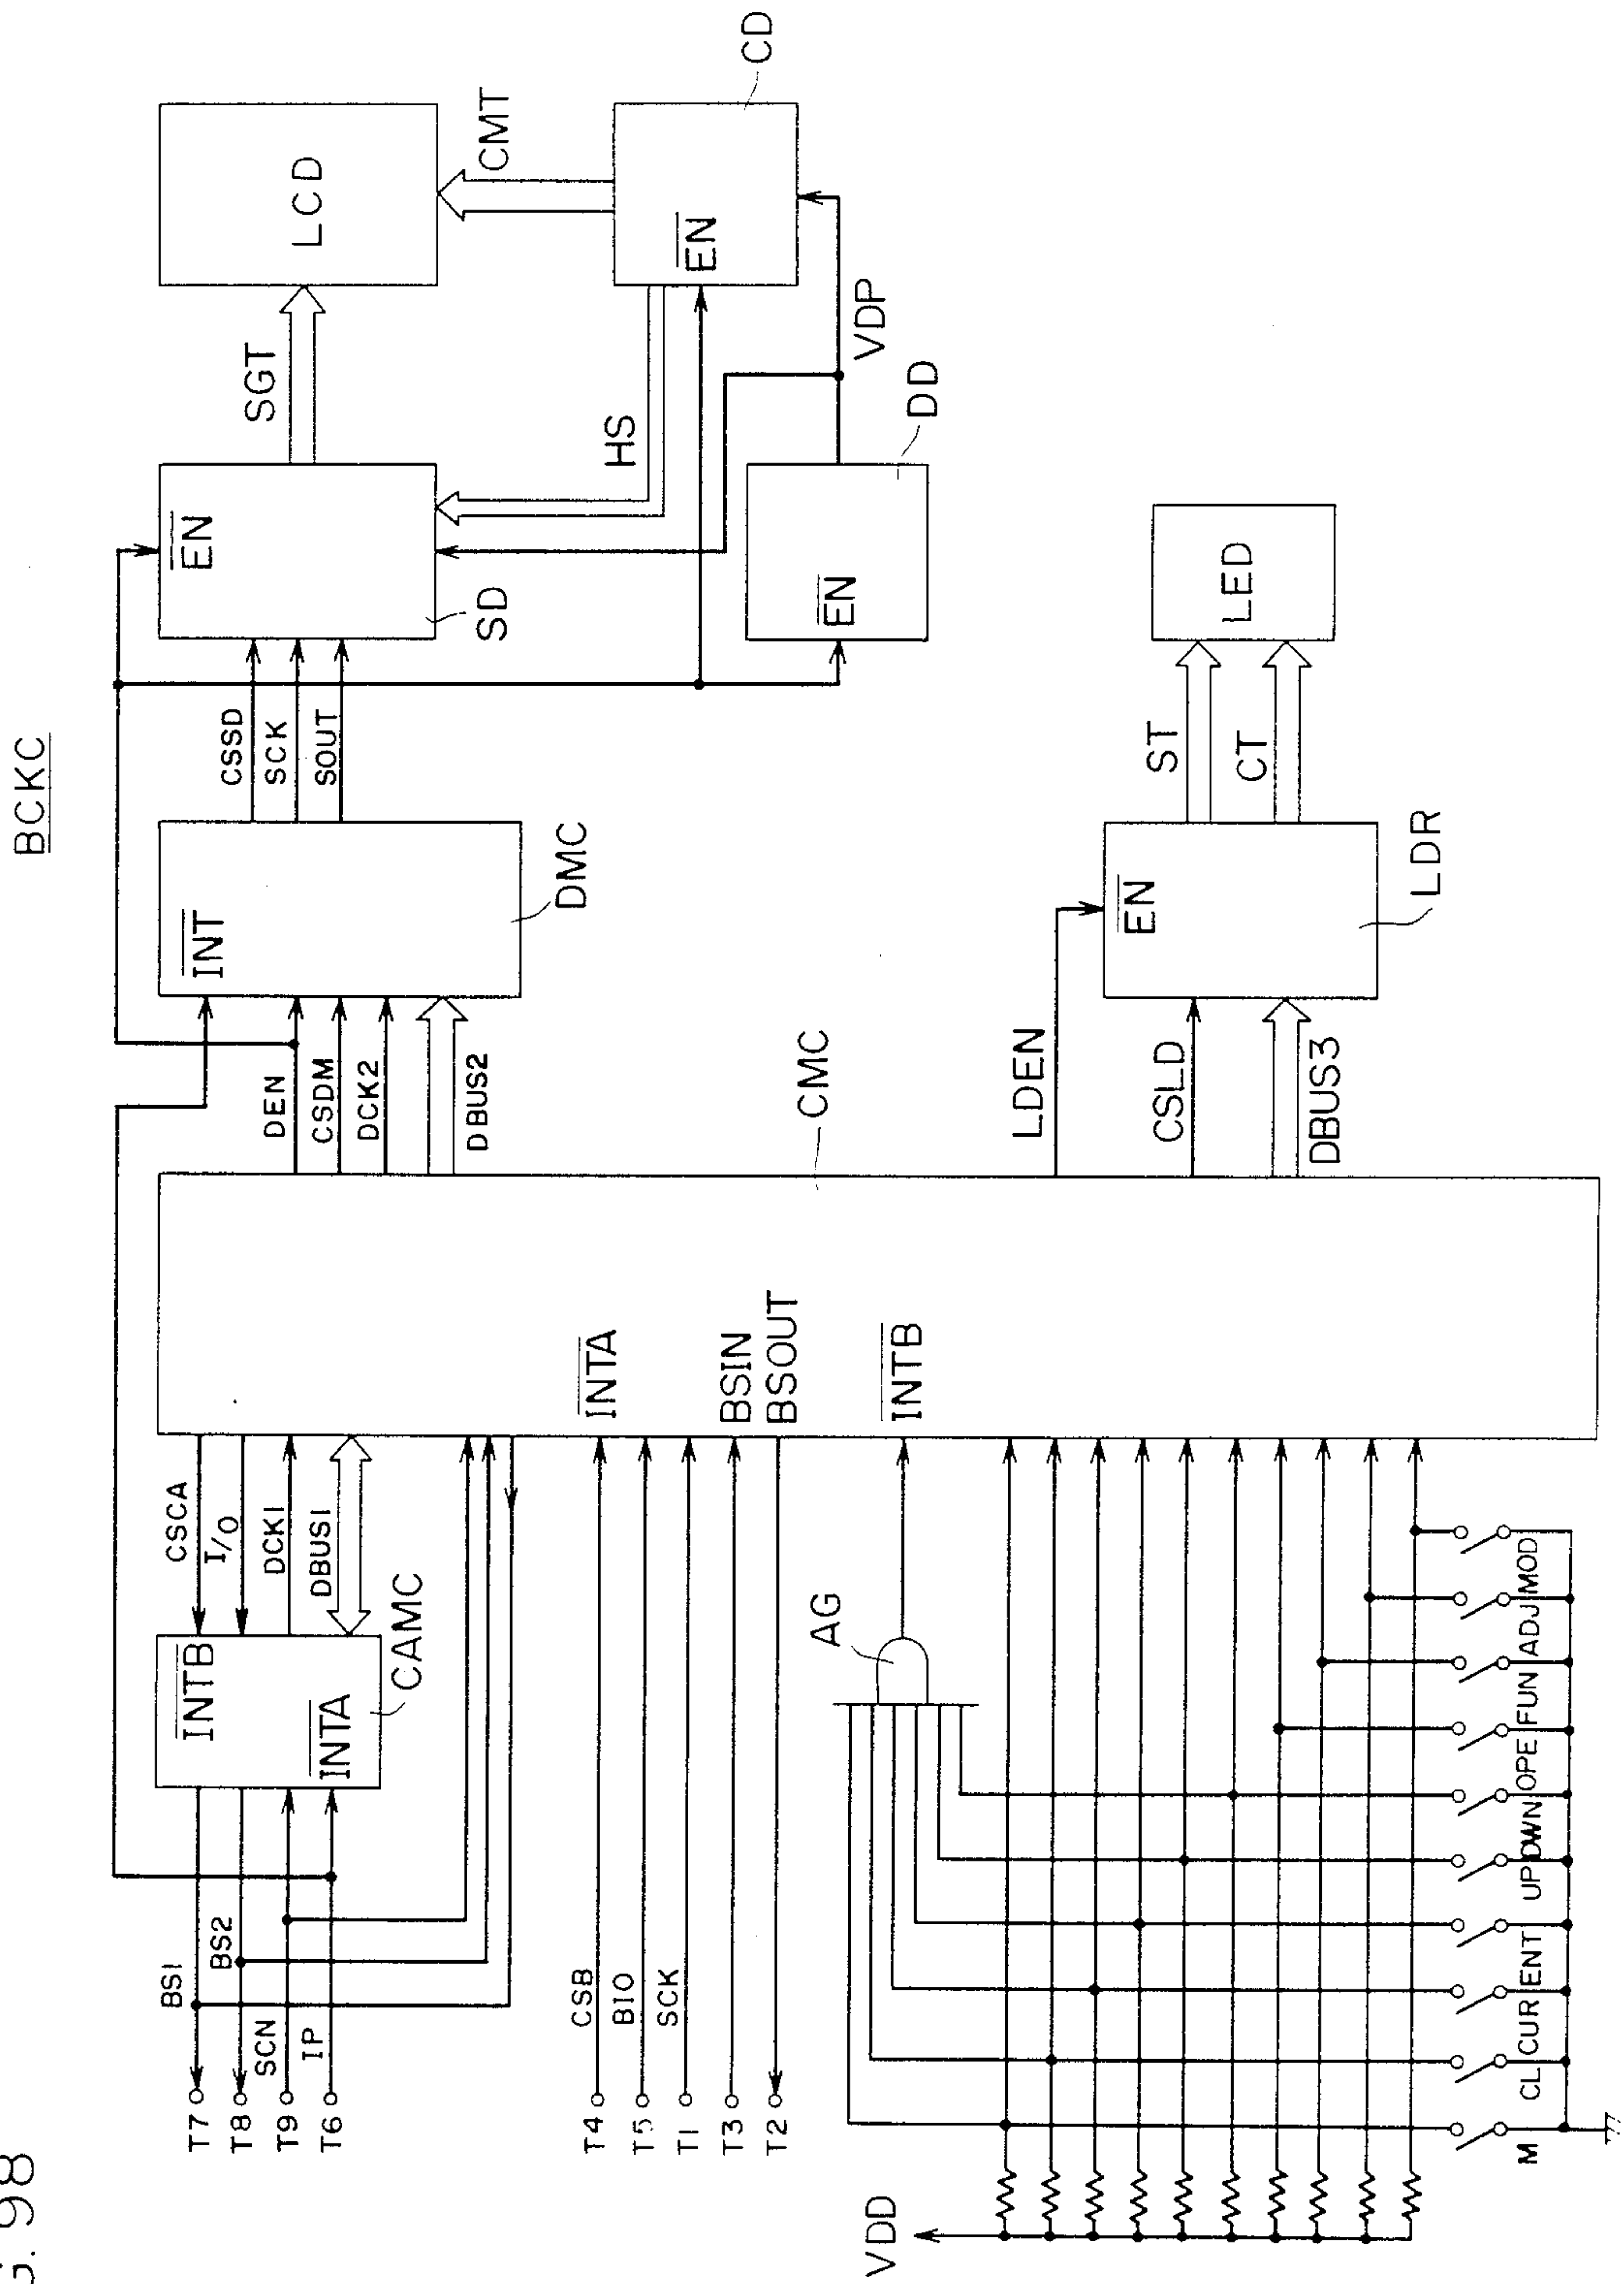 G. 98
BCKC
LCD
CD
CMT
SGT
EN
EN
SD
HS
VDP
DD
EN
CSSD
SCK
SOUT
INT
DMC
DEN
CSDM
DCK2
DBUS2
CMC
LED
ST
CT
EN
LDR
LDEN
CSLD
DBUS3
INTA
BSIN
BSOUT
INTB
CSCA
I/O
DCK1
DBUS1
INTB
INTA
CAMC
BS1
BS2
SCN
IP
T7
T8
T9
T6
CSB
BIO
SCK
T4
T5
T1
T3
T2
AG
VDD
M
CL
CUR
ENT
UP
DWN
OPE
FUN
ADJ
MOD